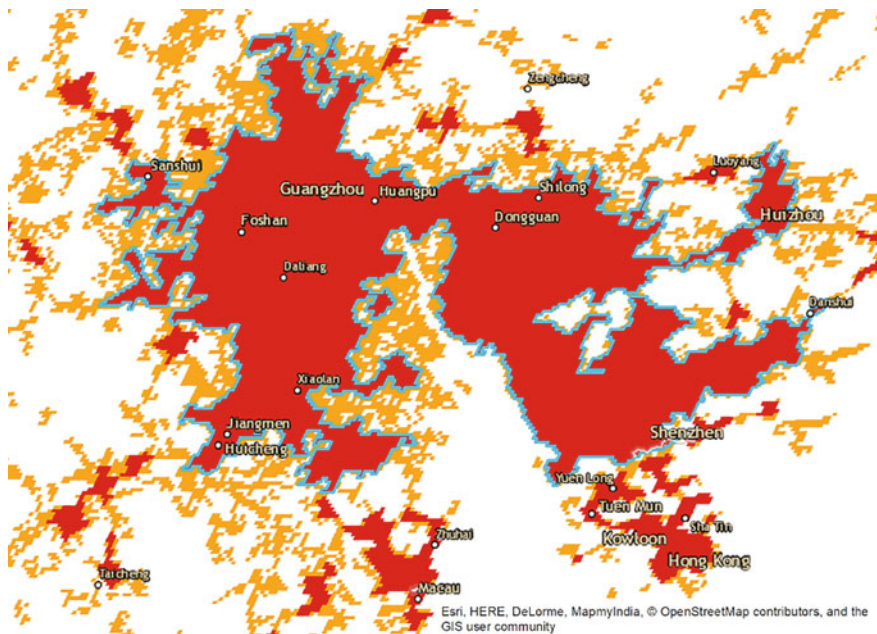 Zengcheng
Sanshui
Luoyang
Guangzhou
Huangpu
Shilong
Huizhou
Foshan
Dongguan
Daliang
Danshui
Xiaolan
Jiangmen
Shenzhen
Huicheng
Yuen Long
Tuen Mun
Sha Tin
Kowloon
Zhuhai
Hong Kong
Taicheng
Macau
Esri, HERE, DeLorme, MapmyIndia, © OpenStreetMap contributors, and the
GIS user community